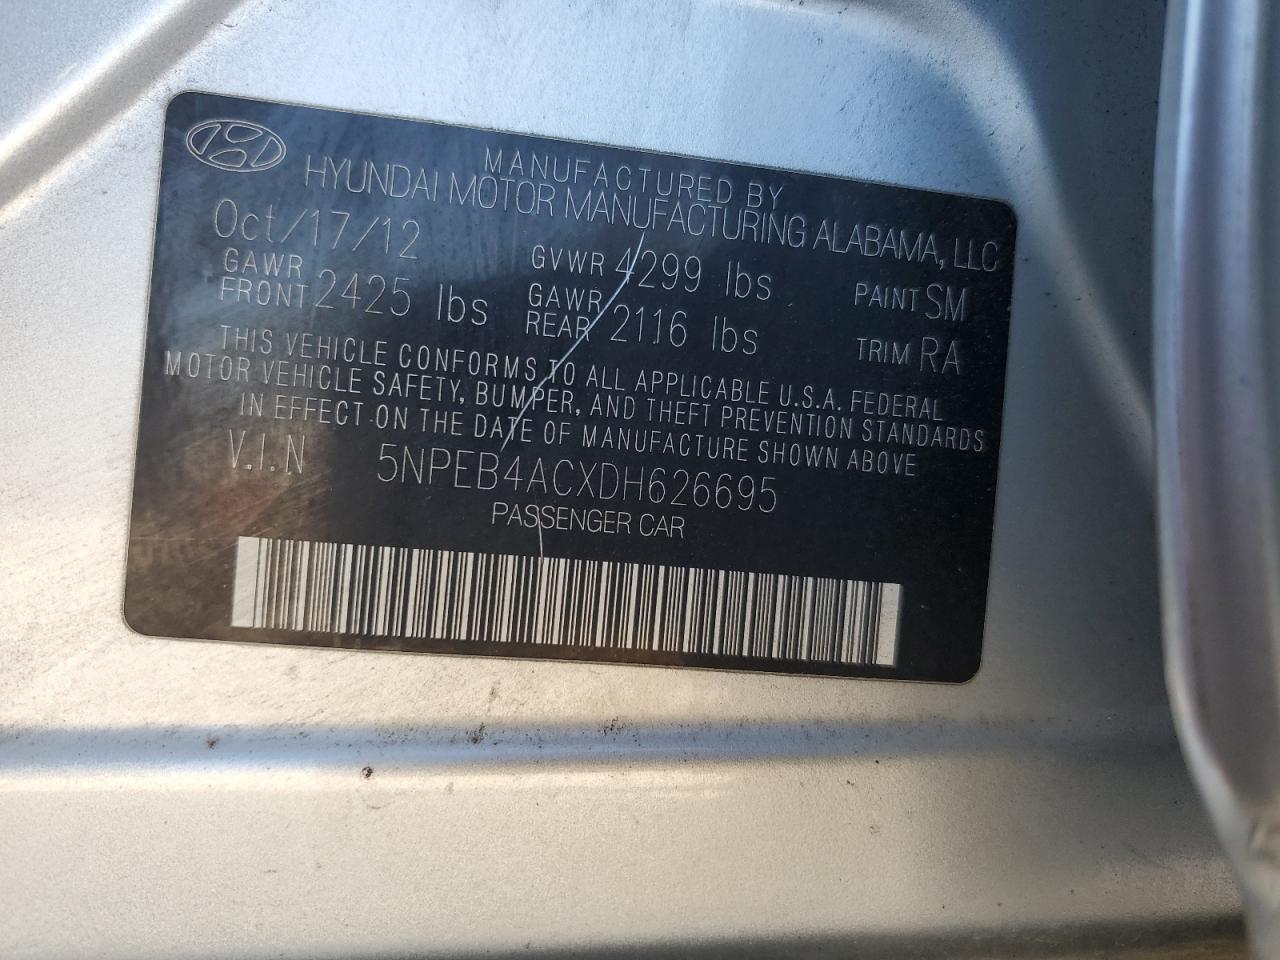 MANUFACTURED BY
HYUNDAI MOTOR MANUFACTURING ALABAMA, LLC
Oct/17/12 GVWR 4299 lbs PAINT SM
GAWR FRONT 2425 lbs GAWR REAR 2116 lbs TRIM RA
THIS VEHICLE CONFORMS TO ALL APPLICABLE U.S.A. FEDERAL
MOTOR VEHICLE SAFETY, BUMPER, AND THEFT PREVENTION STANDARDS
IN EFFECT ON THE DATE OF MANUFACTURE SHOWN ABOVE
V.I.N 5NPEB4ACXDH626695
PASSENGER CAR